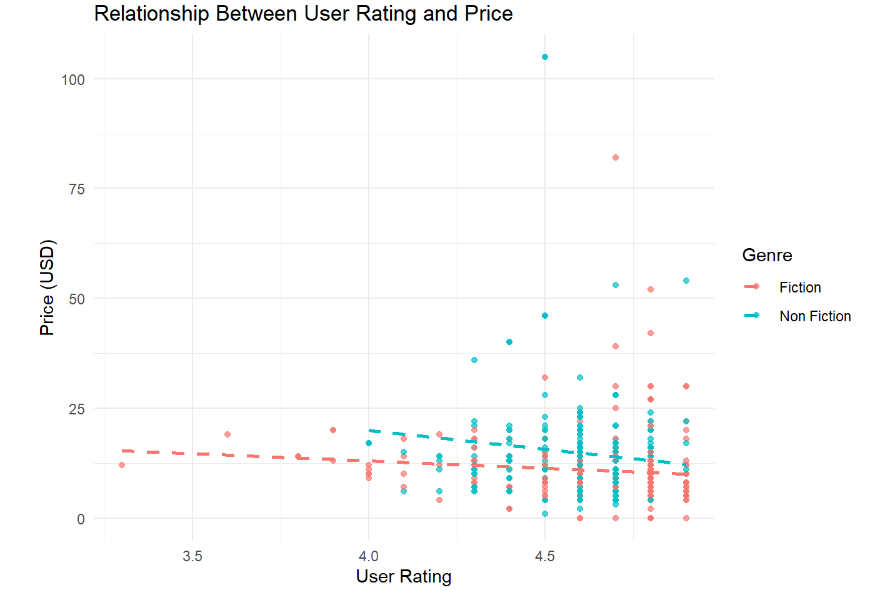 Relationship Between User Rating and Price
100
75
50
25
0
Price (USD)
3.5 4.0 4.5
User Rating
Genre
Fiction
Non Fiction